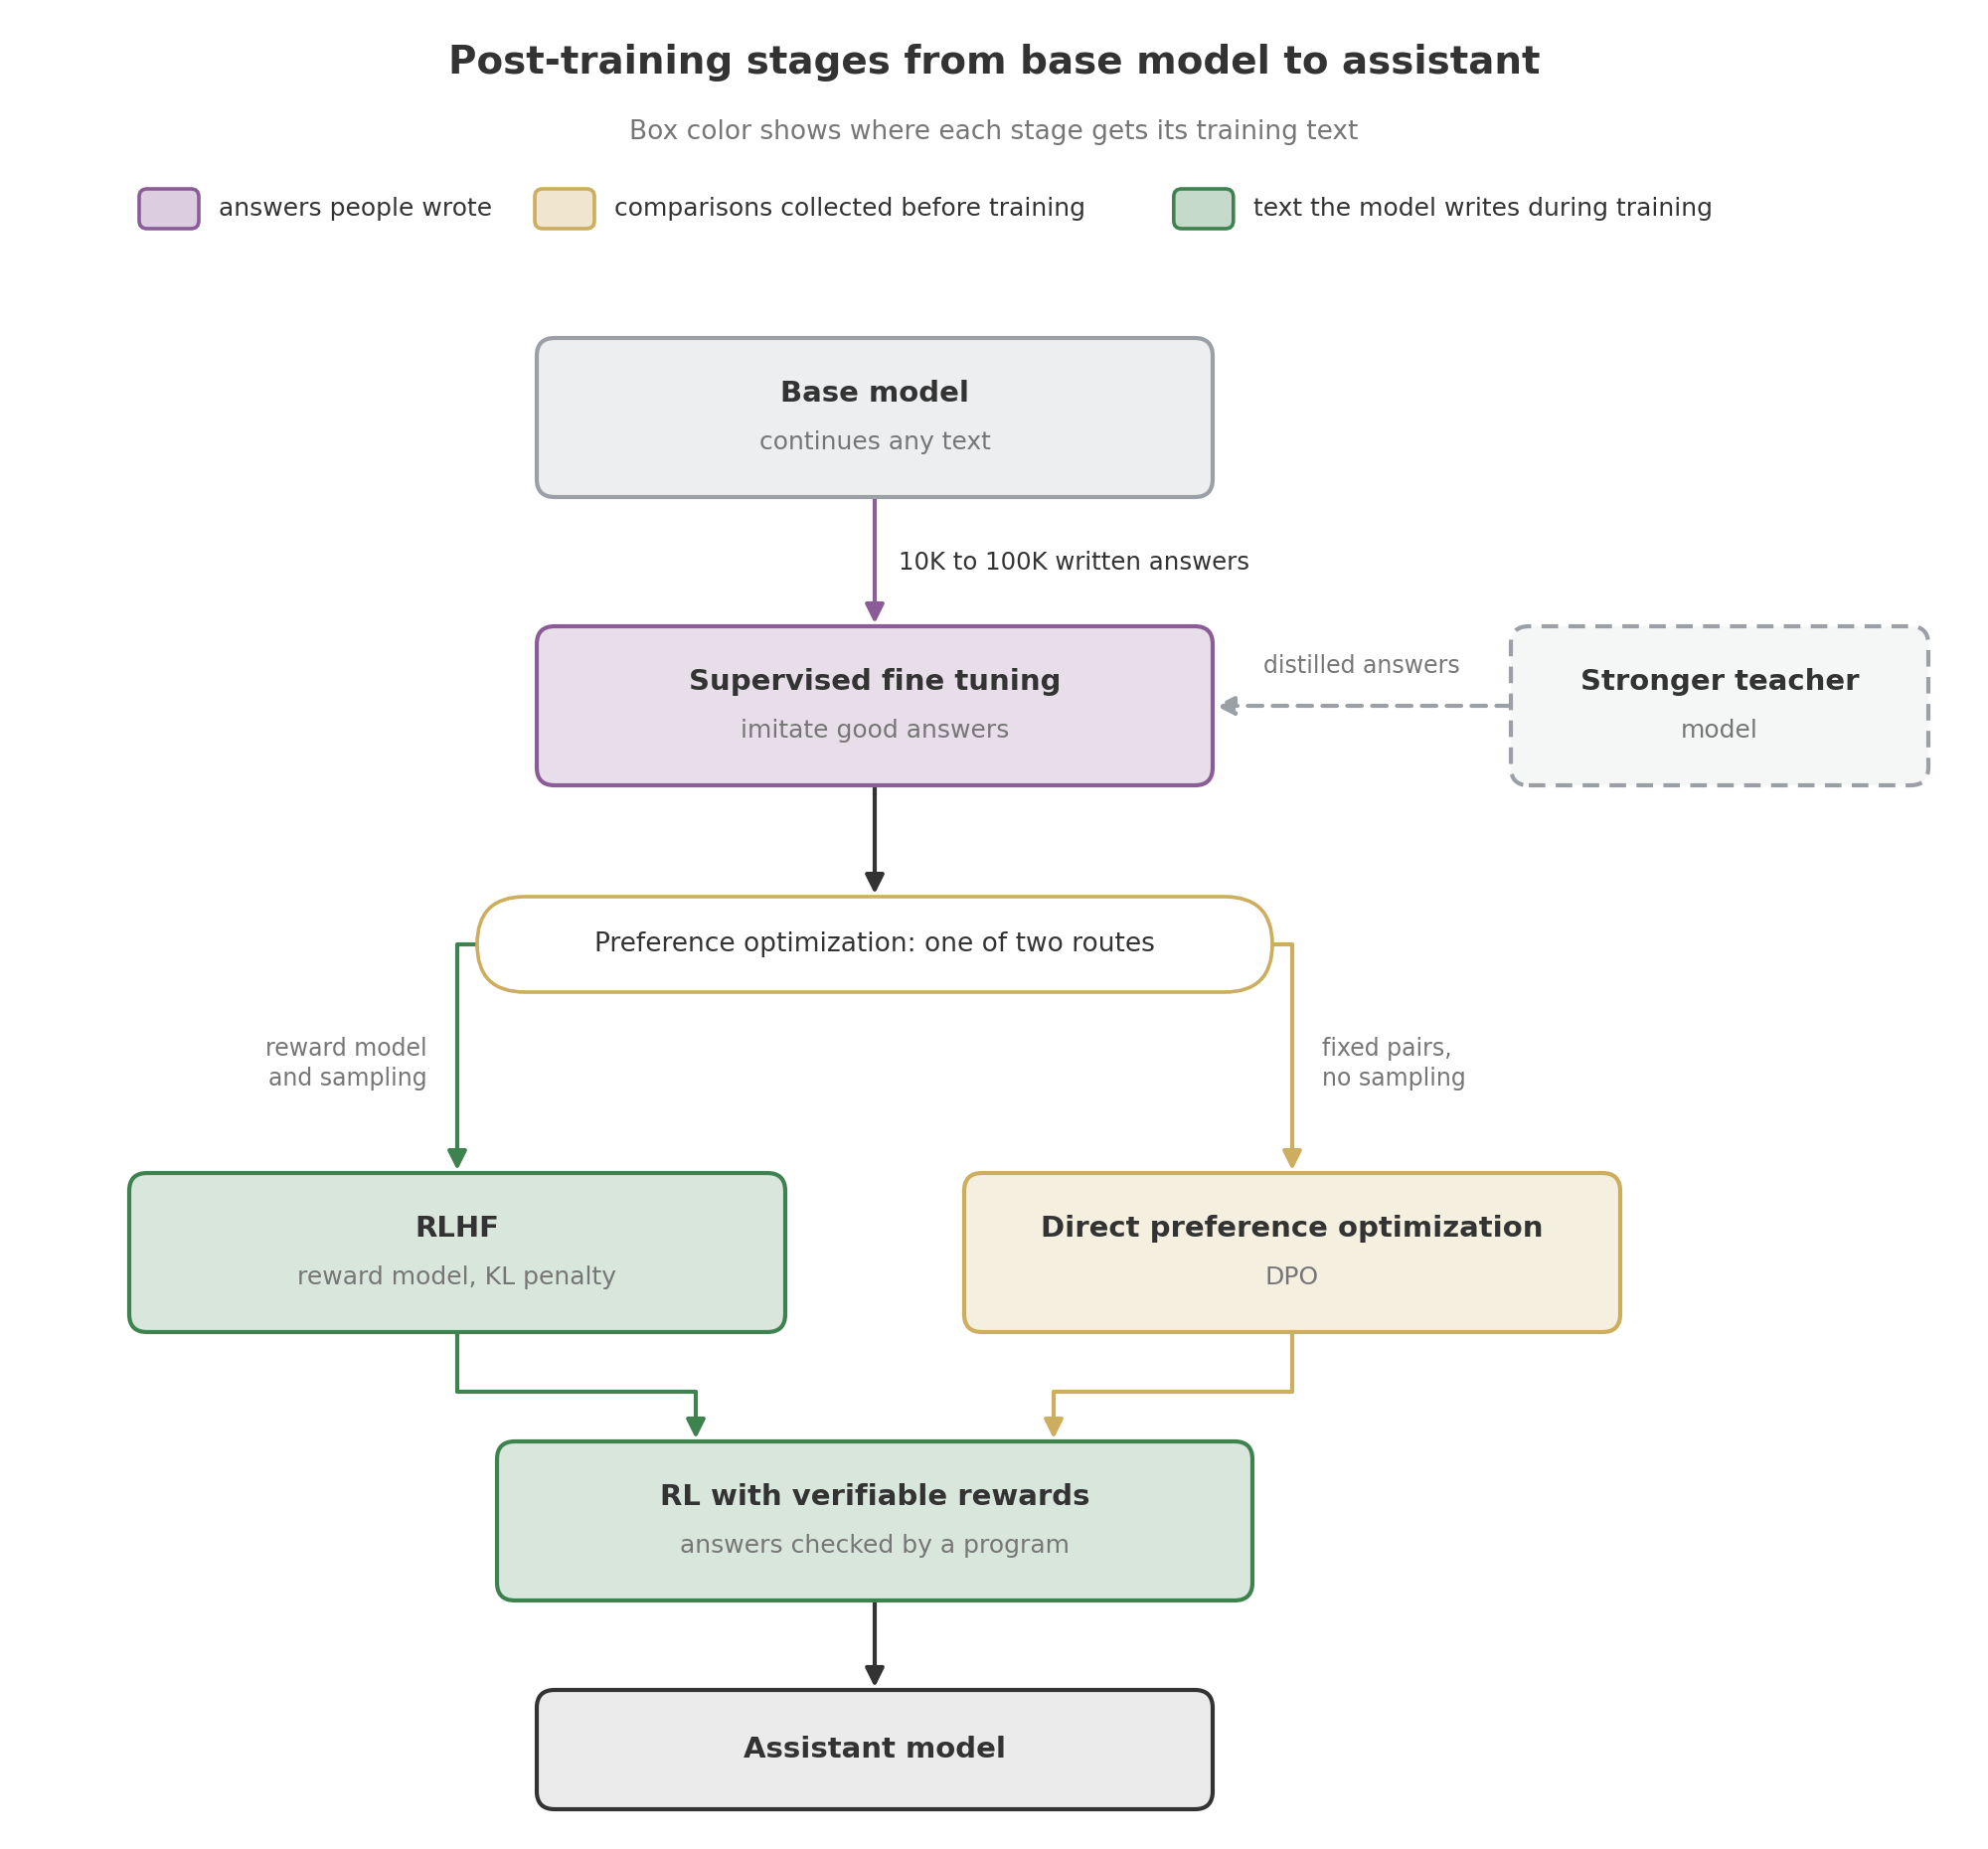 Post-training stages from base model to assistant
Box color shows where each stage gets its training text
answers people wrote
comparisons collected before training
text the model writes during training
Base model
continues any text
10K to 100K written answers
Supervised fine tuning
imitate good answers
distilled answers
Stronger teacher
model
Preference optimization: one of two routes
reward model
and sampling
fixed pairs,
no sampling
RLHF
reward model, KL penalty
Direct preference optimization
DPO
RL with verifiable rewards
answers checked by a program
Assistant model